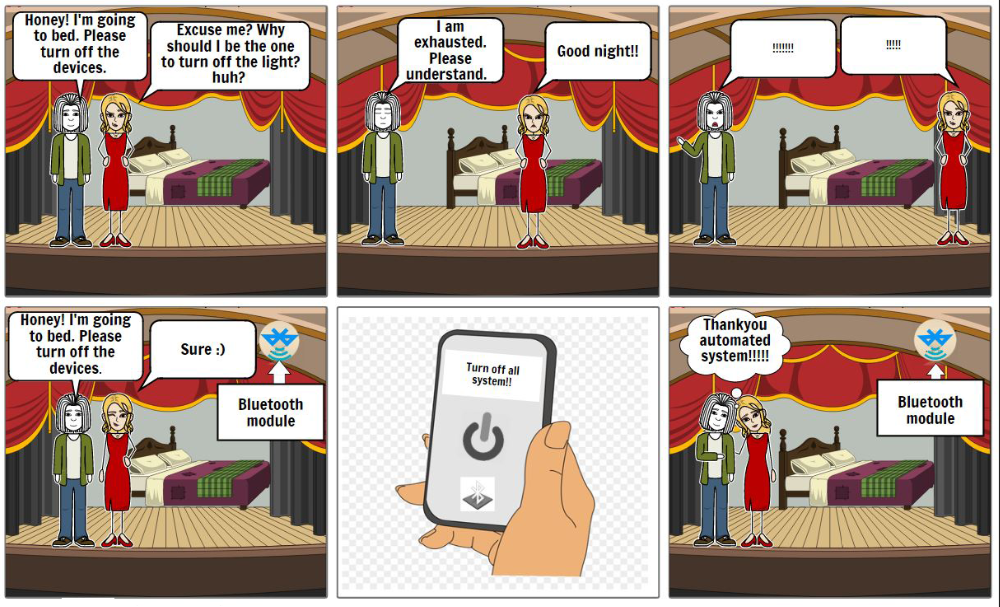 Honey! I'm going
to bed. Please
turn off the
devices.
Excuse me? Why
should I be the one
to turn off the light?
huh?
I am
exhausted.
Please
understand.
Good night!!
!!!!!!!
!!!!!
Honey! I'm going
to bed. Please
turn off the
devices.
Sure :)
Bluetooth
module
Turn off all
system!!
Thankyou
automated
system!!!!!
Bluetooth
module